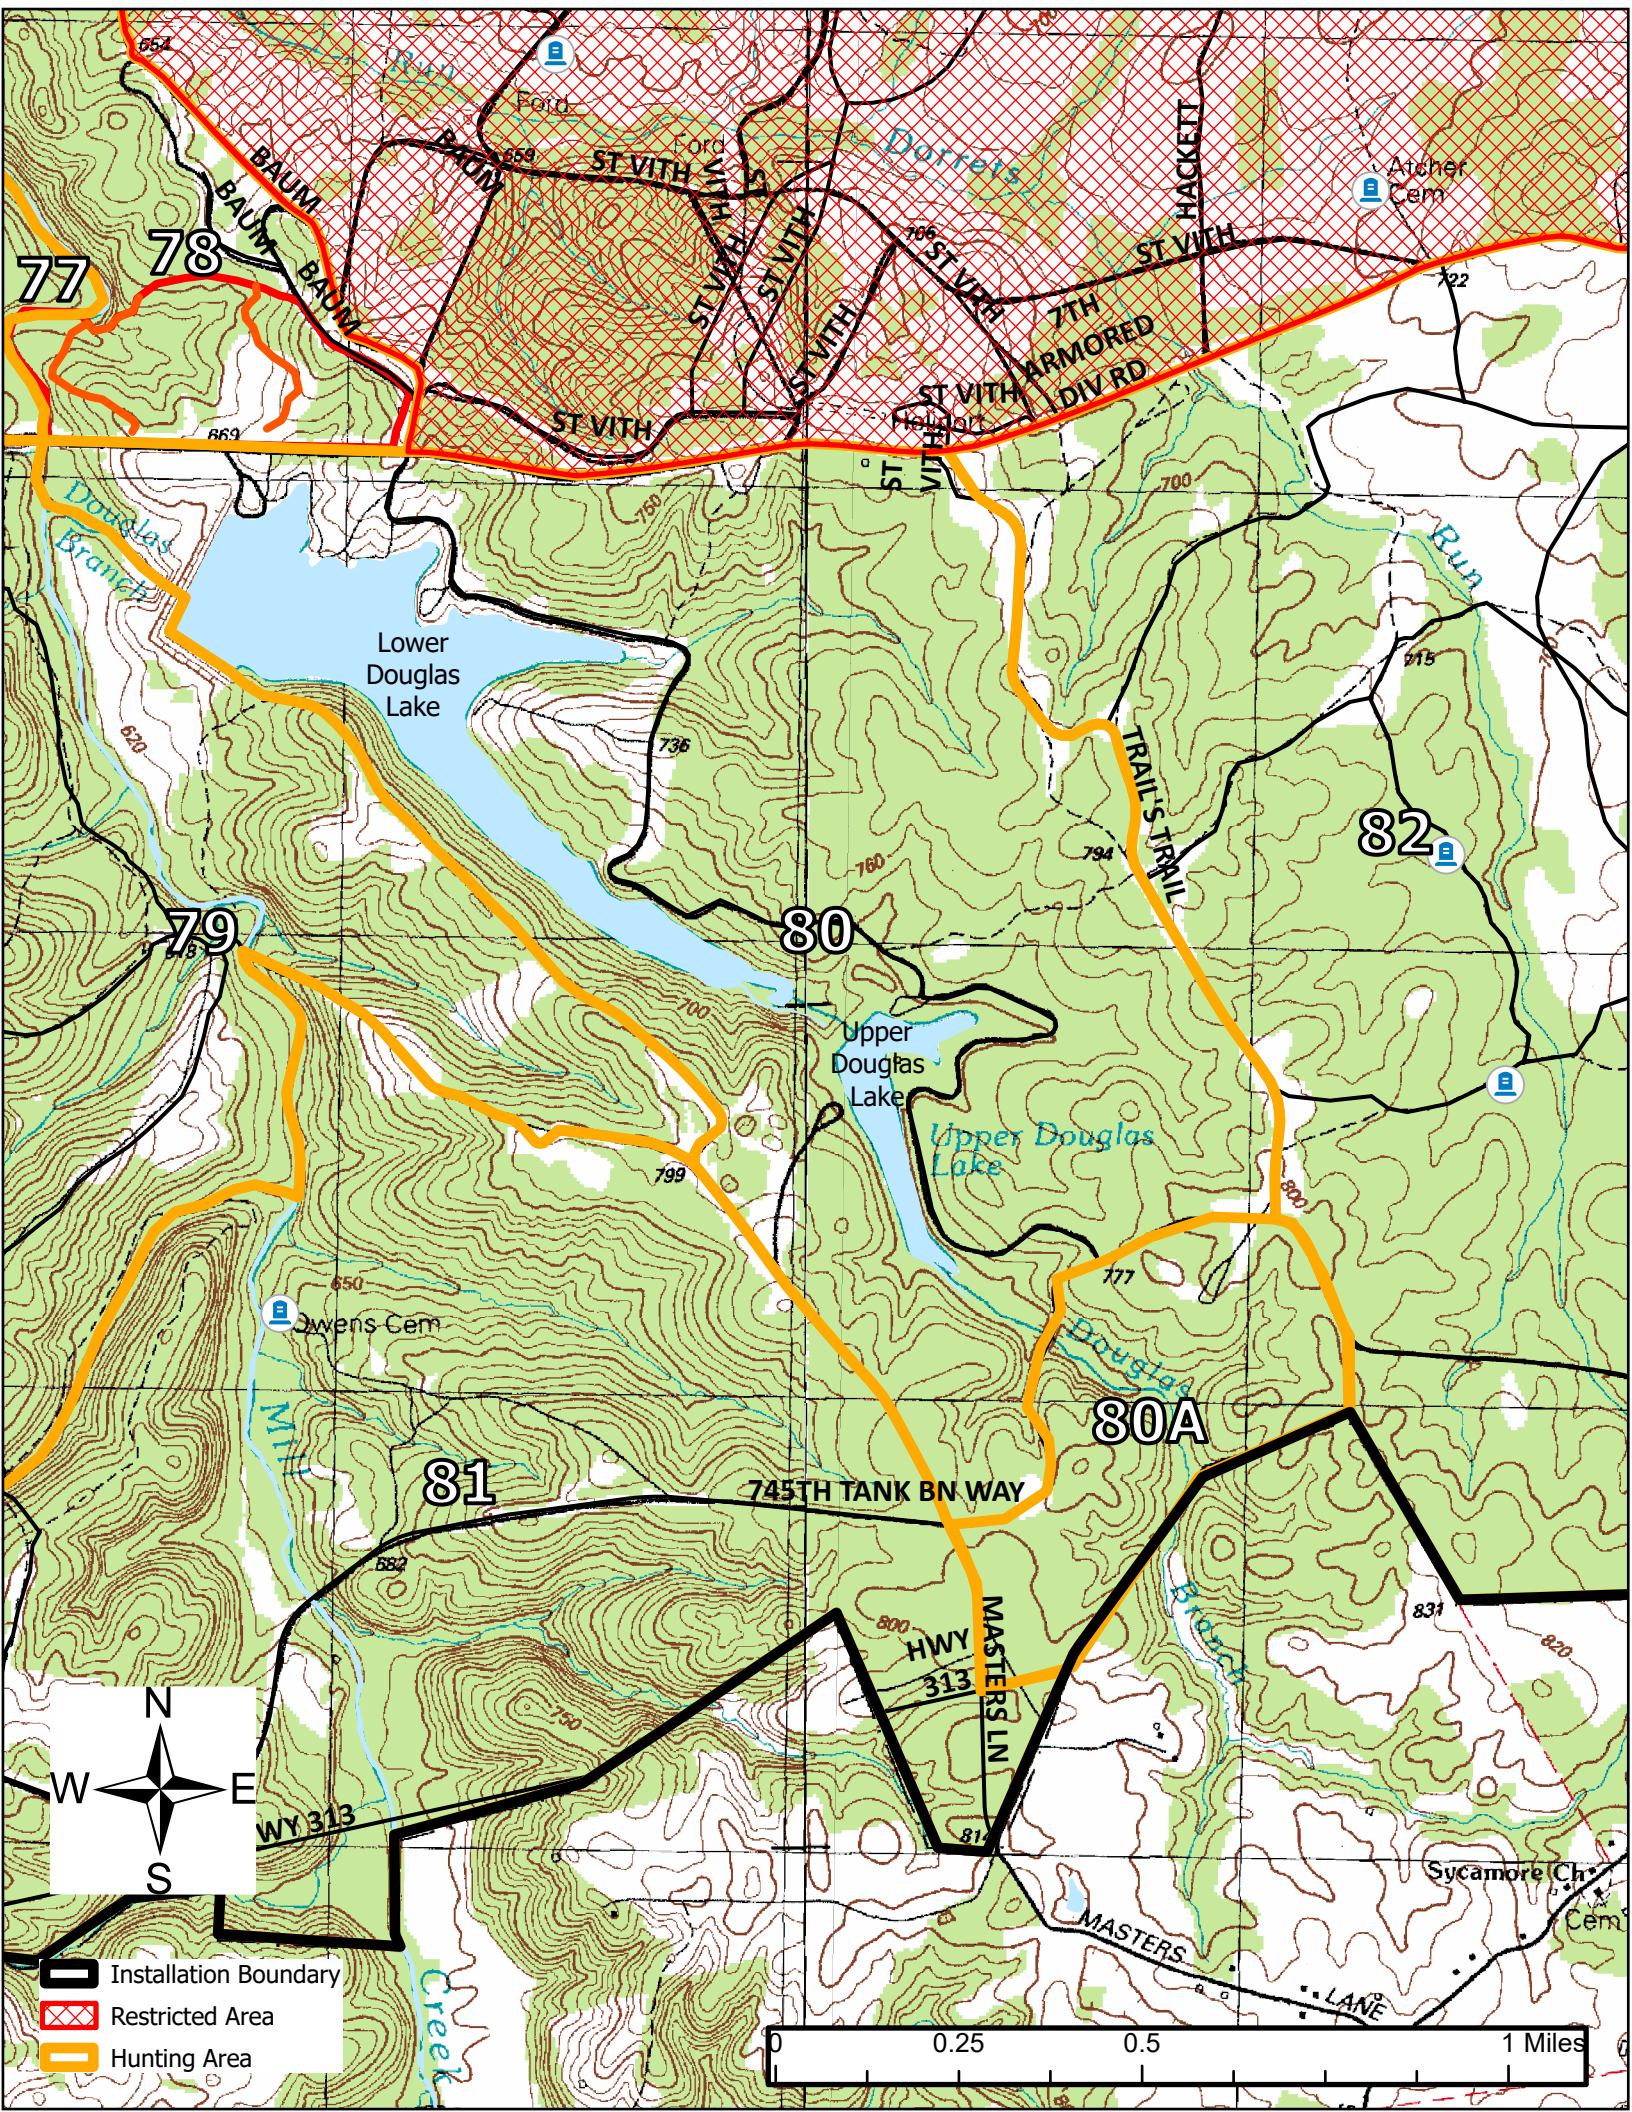 654
Run
Ford
BAUM
BAUM
659
ST VITH
Ford
VITH
ST
Dorrets
HACKETT
Archer
Cem
BAUM
78
77
BAUM
ST VITH
ST VITH
706
ST VITH
ST VITH
722
7TH
ARMORED
DIV RD
ST VITH
ST VITH
ST VITH
Heliport
669
ST
VITH
700
700
760
Douglas
Branch
Run
Lower
Douglas
Lake
715
620
736
TRAIL'S TRAIL
794
82
760
79
80
700
Upper
Douglas
Lake
Upper Douglas
Lake
799
800
777
650
Owens Cem
Douglas
80A
Mill
81
745TH TANK BN WAY
682
831
Branch
800
HWY
313
MASTERS LN
820
750
N
W
E
S
WY 313
814
Sycamore Ch
Cem
MASTERS
LANE
Creek
Installation Boundary
Restricted Area
Hunting Area
0
0.25
0.5
1 Miles